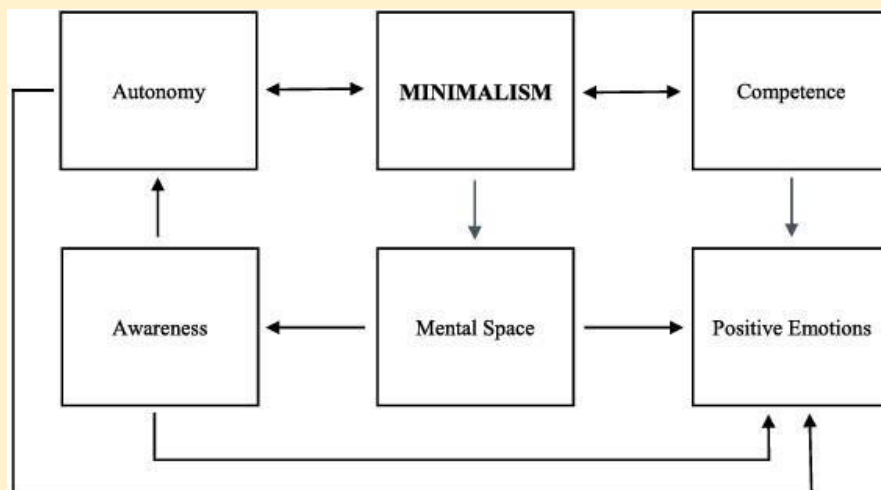 Autonomy
MINIMALISM
Competence
Awareness
Mental Space
Positive Emotions